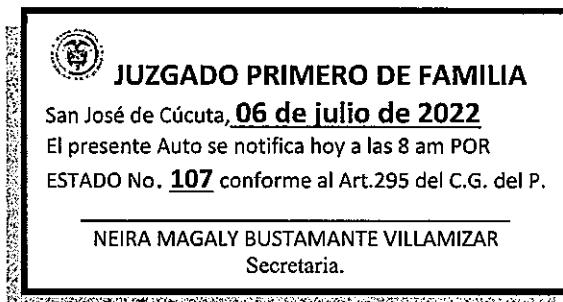 JUZGADO PRIMERO DE FAMILIA
San José de Cúcuta, 06 de julio de 2022
El presente Auto se notifica hoy a las 8 am POR
ESTADO No. 107 conforme al Art.295 del C.G. del P.
NEIRA MAGALY BUSTAMANTE VILLAMIZAR
Secretaria.